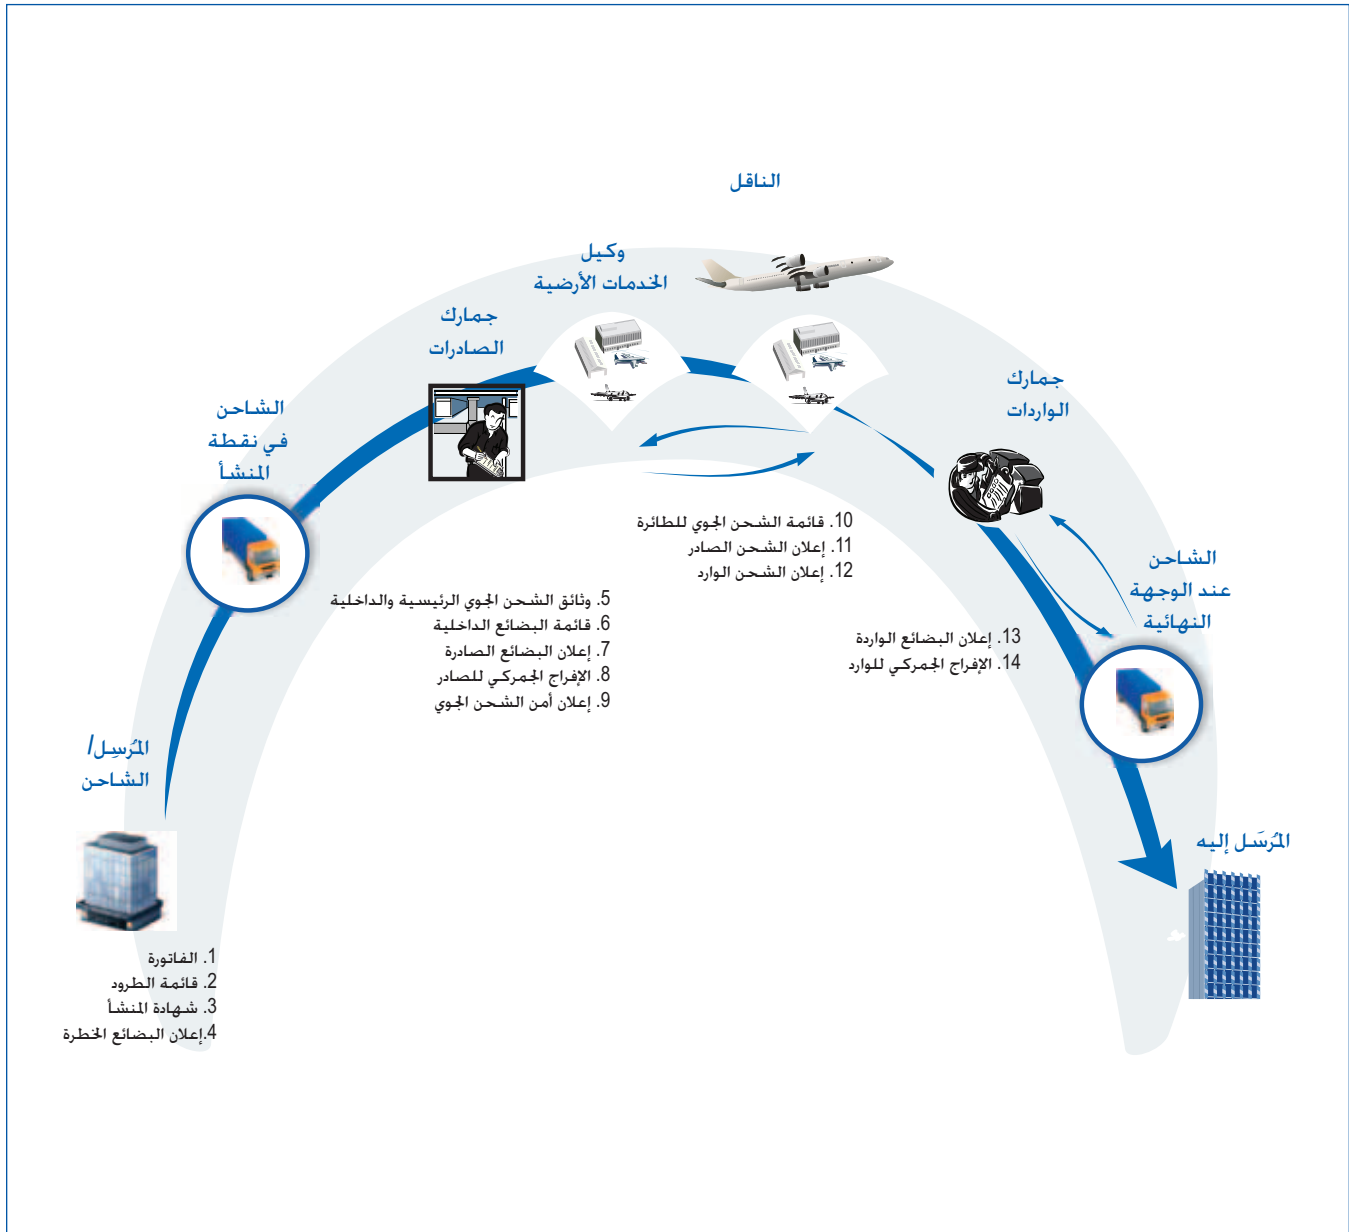 الناقل
وكيل
الخدمات الأرضية
جمارك
الصادرات
الشاحن
في نقطة
المنشأ
المُرسِل/
الشاحن
1. الفاتورة
2. قائمة الطرود
3. شهادة المنشأ
4.إعلان البضائع الخطرة
5. وثائق الشحن الجوي الرئيسية والداخلية
6. قائمة البضائع الداخلية
7. إعلان البضائع الصادرة
8. الإفراج الجمركي للصادر
9. إعلان أمن الشحن الجوي
10. قائمة الشحن الجوي للطائرة
11. إعلان الشحن الصادر
12. إعلان الشحن الوارد
جمارك
الواردات
13. إعلان البضائع الواردة
14. الإفراج الجمركي للوارد
الشاحن
عند الوجهة
النهائية
المُرسَل إليه